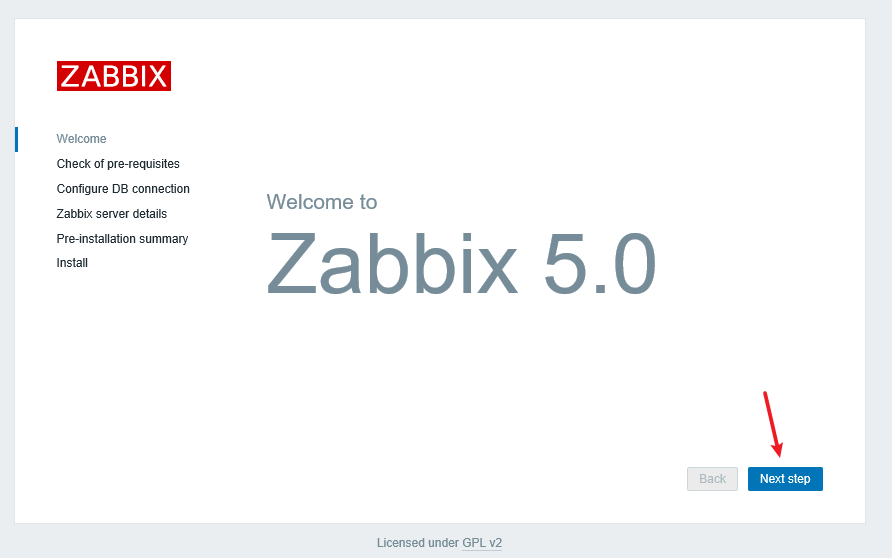 ZABBIX
Welcome
Check of pre-requisites
Configure DB connection
Zabbix server details
Pre-installation summary
Install
Welcome to
Zabbix 5.0
Back
Next step
Licensed under GPL v2